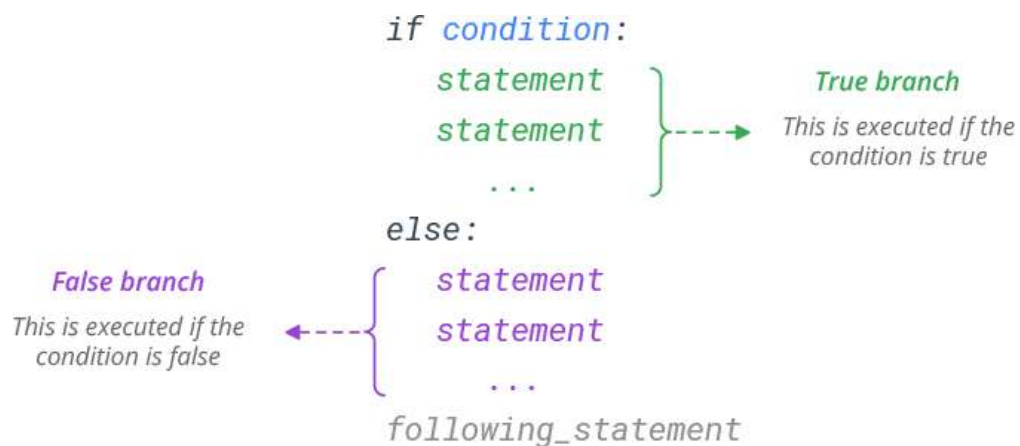 if condition:
statement
statement
...
True branch
This is executed if the
condition is true
else:
statement
statement
...
False branch
This is executed if the
condition is false
following_statement